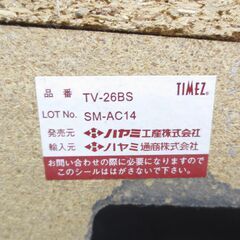 TIMEZ®
品番 TV-26BS
LOT No. SM-AC14
発売元 ハヤミ工産株式会社
輸入元 ハヤミ通商株式会社
お問い合わせの際に必要になりますので
このシールははがさないで下さい。